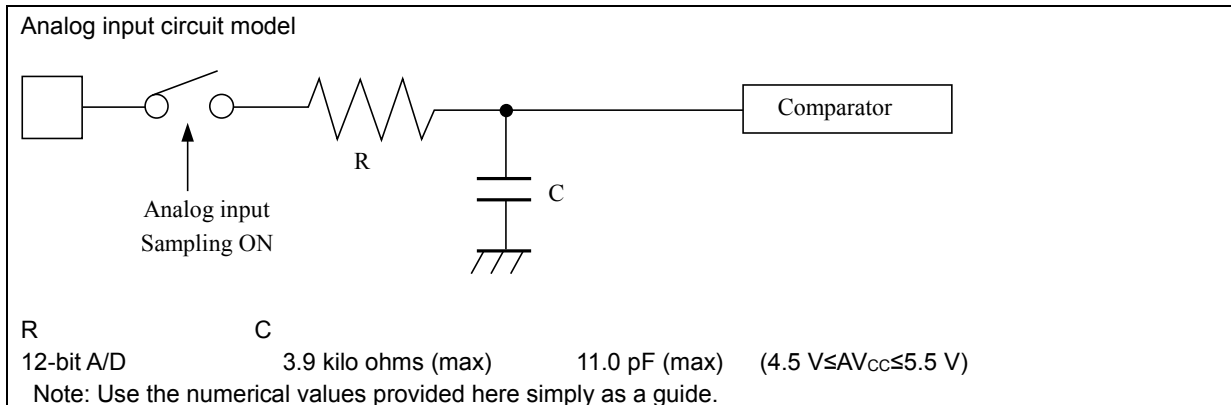 Analog input circuit model
Comparator
R
C
Analog input
Sampling ON
R C
12-bit A/D 3.9 kilo ohms (max) 11.0 pF (max) (4.5 V≤AVCC≤5.5 V)
Note: Use the numerical values provided here simply as a guide.